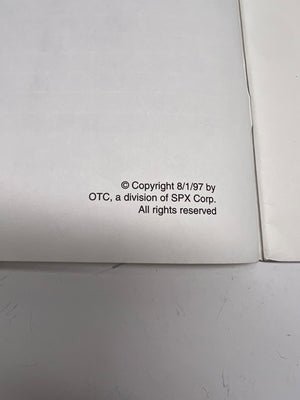 © Copyright 8/1/97 by
OTC, a division of SPX Corp.
All rights reserved